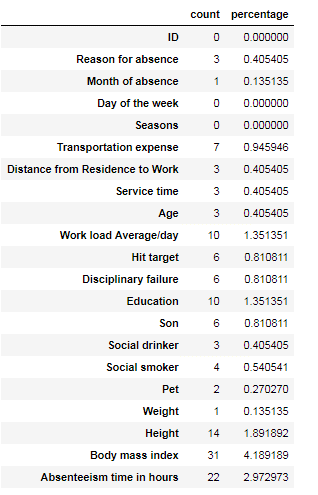 count percentage
ID 0 0.000000
Reason for absence 3 0.405405
Month of absence 1 0.135135
Day of the week 0 0.000000
Seasons 0 0.000000
Transportation expense 7 0.945946
Distance from Residence to Work 3 0.405405
Service time 3 0.405405
Age 3 0.405405
Work load Average/day 10 1.351351
Hit target 6 0.810811
Disciplinary failure 6 0.810811
Education 10 1.351351
Son 6 0.810811
Social drinker 3 0.405405
Social smoker 4 0.540541
Pet 2 0.270270
Weight 1 0.135135
Height 14 1.891892
Body mass index 31 4.189189
Absenteeism time in hours 22 2.972973